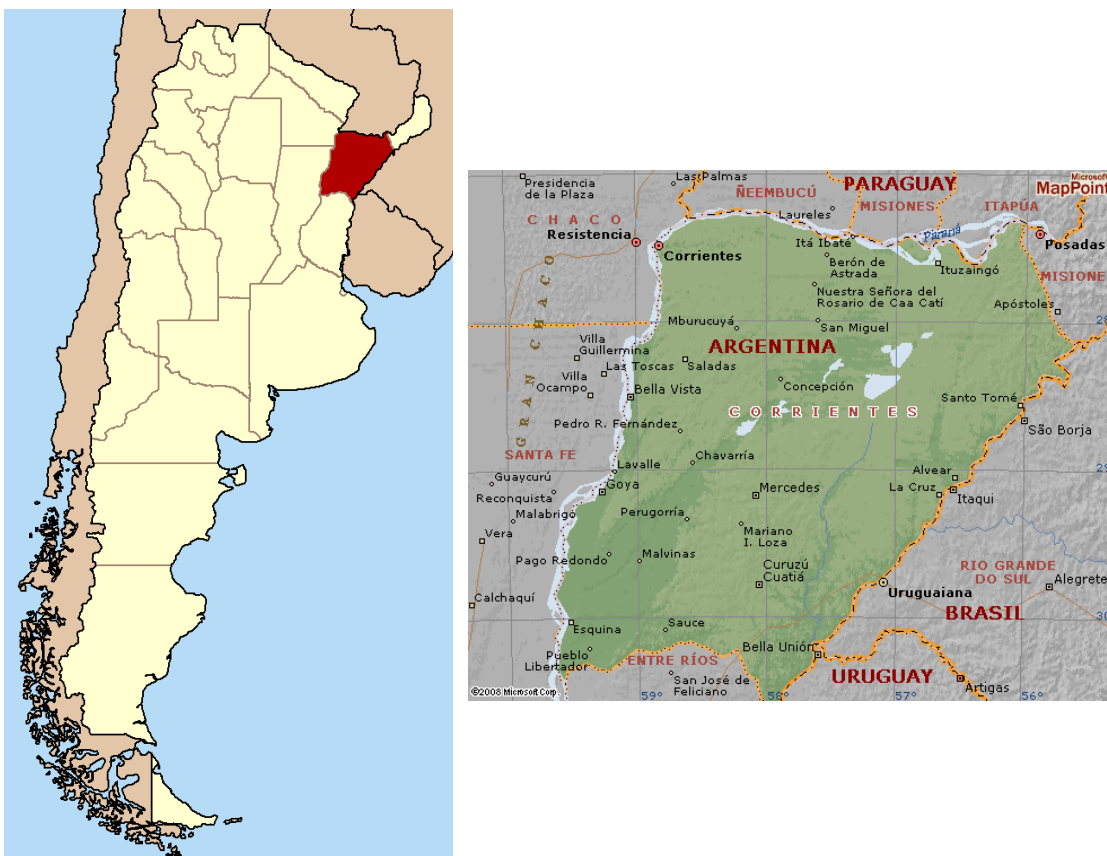 Las Palmas
Microsoft
Presidencia
de la Plaza
ÑEEMBUCÚ
PARAGUAY
MapPoint
MISIONES
ITAPÚA
CHACO
Laureles
Resistencia
Paraná
Corrientes
Itá Ibaté
Posadas
Berón de
Astrada
Ituzaingó
MISIONE
GRAN CHACO
Nuestra Señora del
Rosario de Caa Catí
Apóstoles
28
Mburucuyá
San Miguel
Villa
Guillermina
ARGENTINA
Las Toscas
Saladas
Villa
Ocampo
Bella Vista
Concepción
Santo Tomé
CORRIENTES
Pedro R. Fernández
São Borja
SANTA FE
Chavarría
Lavalle
29
Alvear
Guaycurú
Goya
Mercedes
La Cruz
Reconquista
Itaqui
Malabrigo
Perugorría
Mariano
I. Loza
Vera
Pago Redondo
Malvinas
Curuzú
Cuatiá
RIO GRANDE
DO SUL
Alegrete
Uruguaiana
Calchaquí
BRASIL
30
Esquina
Sauce
Bella Unión
Pueblo
Libertador
ENTRE RÍOS
URUGUAY
San José de
Feliciano
Artigas
©2008 Microsoft Corp.
59°
58°
57°
56°